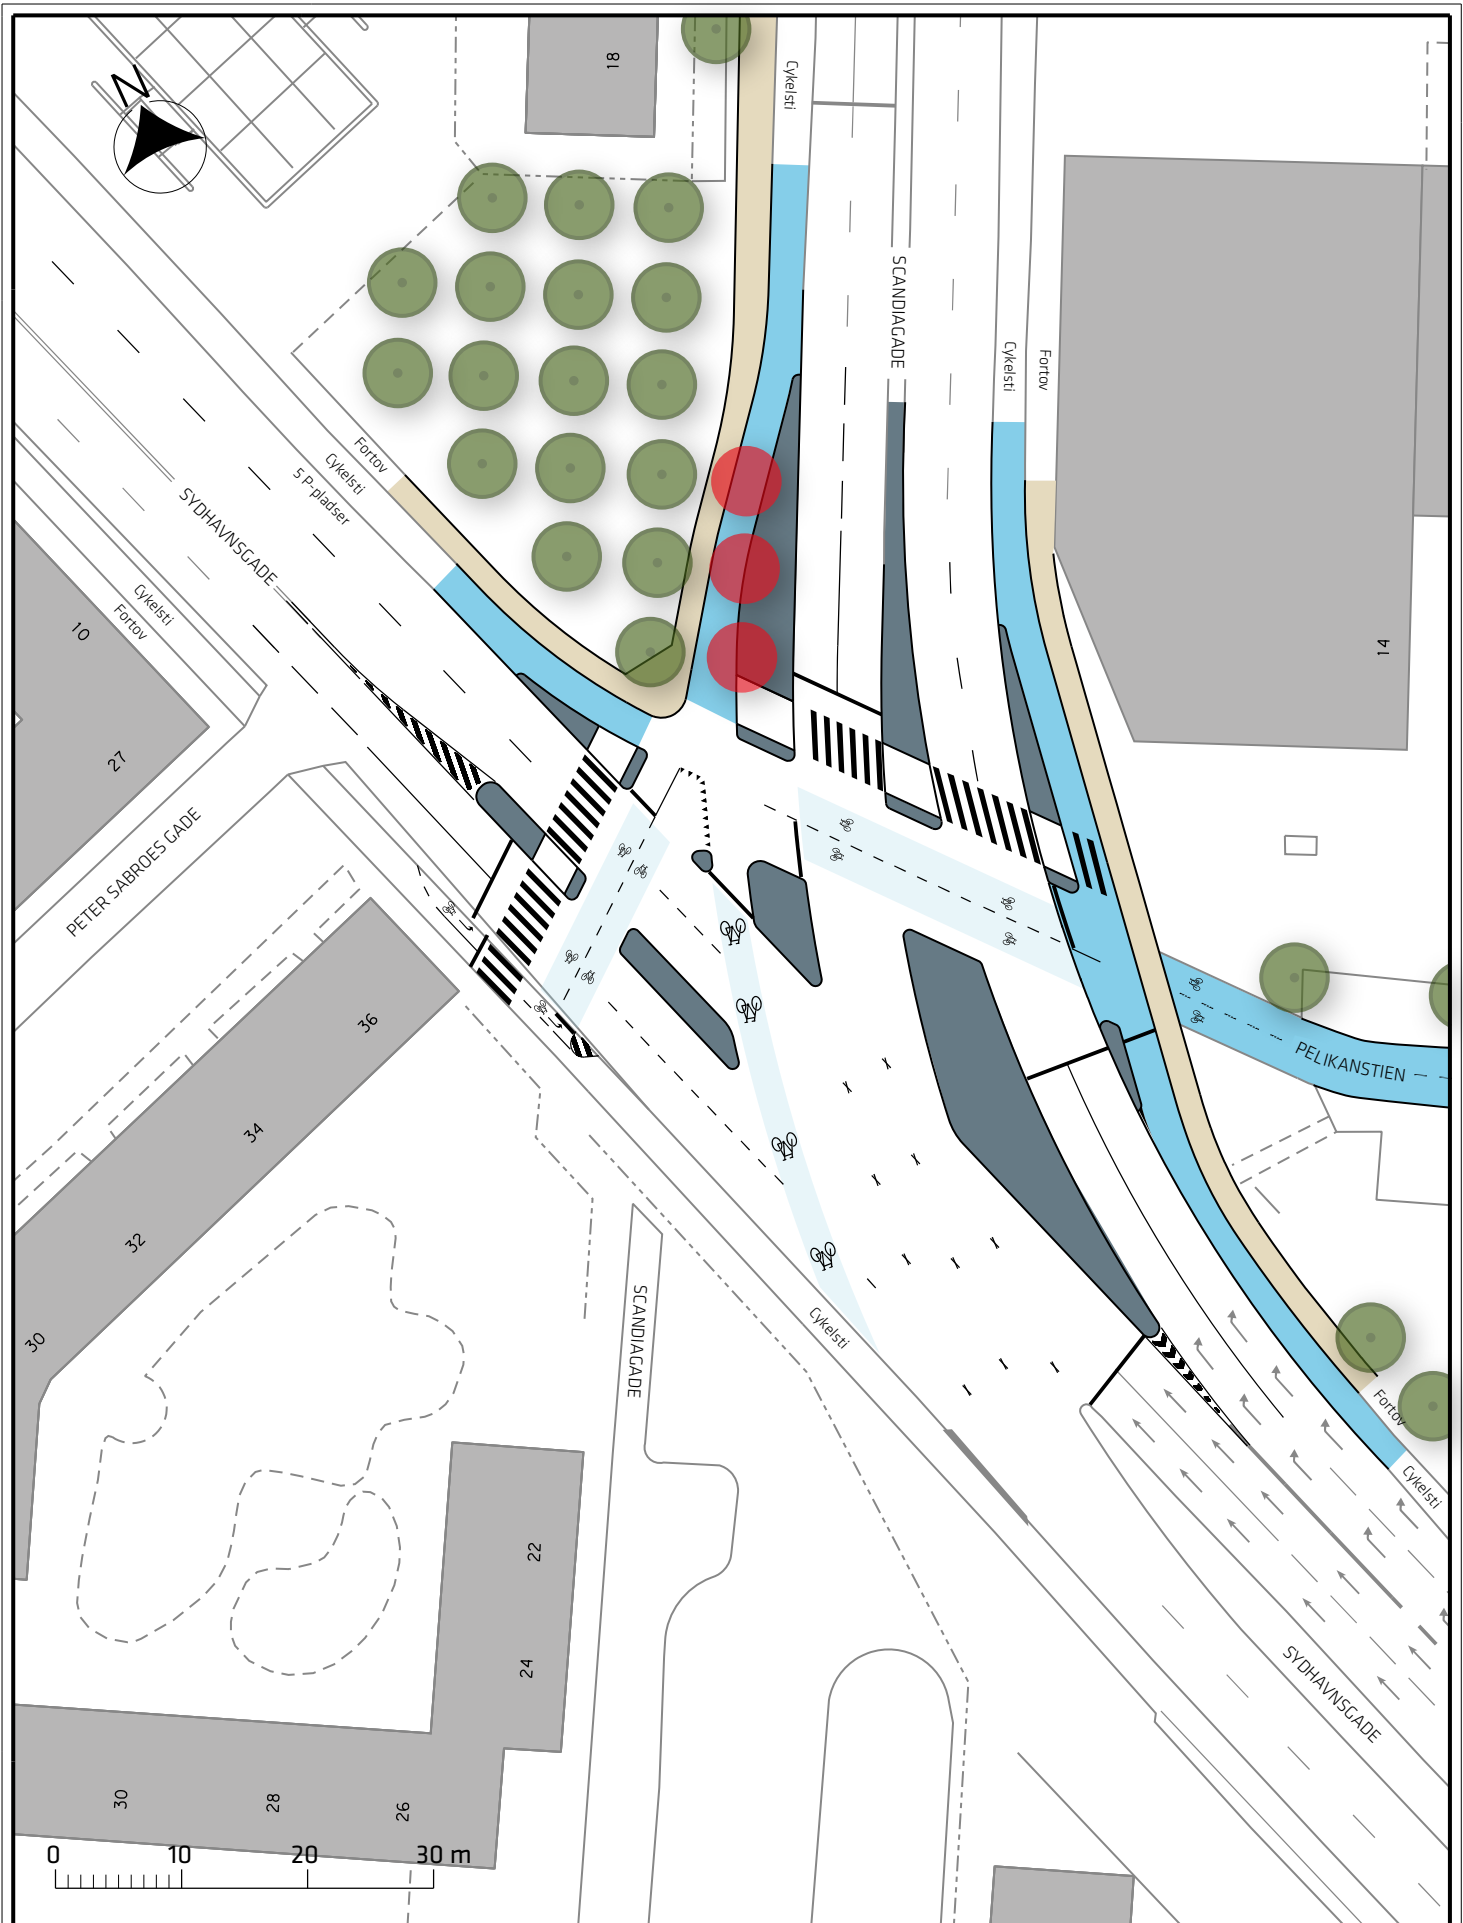 N
18
Cykelsti
SCANDIAGADE
Cykelsti
Fortov
14
Fortov
Cykelsti
5 P-pladser
SYDHAVNSGADE
Cykelsti
Fortov
10
27
PETER SABROES GADE
36
34
32
30
PELIKANSTIEN
SCANDIAGADE
Cykelsti
Fortov
Cykelsti
SYDHAVNSGADE
22
24
30
28
26
0 10 20 30 m